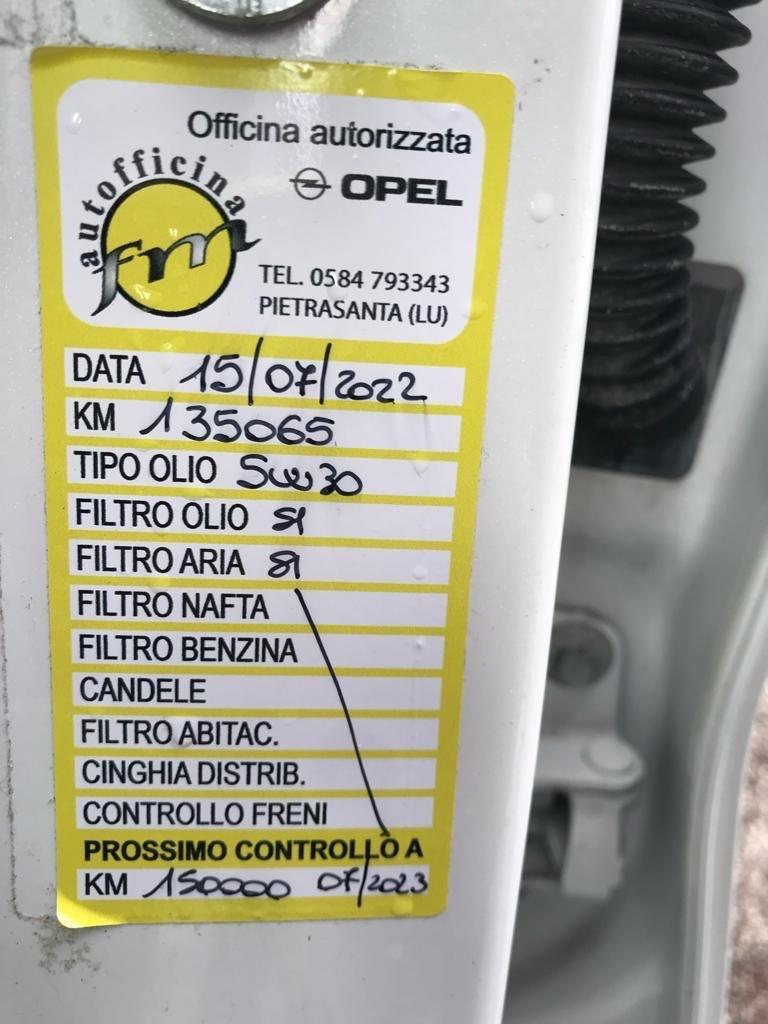 Officina autorizzata
OPEL
autofficina
fm
TEL. 0584 793343
PIETRASANTA (LU)
DATA 15/07/2022
KM 135065
TIPO OLIO 5W30
FILTRO OLIO SI
FILTRO ARIA SI
FILTRO NAFTA
FILTRO BENZINA
CANDELE
FILTRO ABITAC.
CINGHIA DISTRIB.
CONTROLLO FRENI
PROSSIMO CONTROLLO A
KM 150000 07/2023